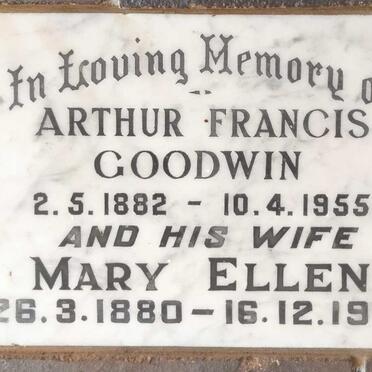 In Loving Memory
ARTHUR FRANCIS
GOODWIN
2.5.1882 - 10.4.1955
AND HIS WIFE
MARY ELLEN
26.3.1880 - 16.12.19